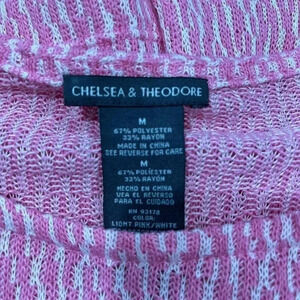 CHELSEA & THEODORE
M
67% POLYESTER
33% RAYON
MADE IN CHINA
SEE REVERSE FOR CARE
M
67% POLIÉSTER
33% RAYON
HECHO EN CHINA
VEA EL REVERSO
PARA EL CUIDADO
RN 93178
COLOR:
LIGHT PINK/WHITE